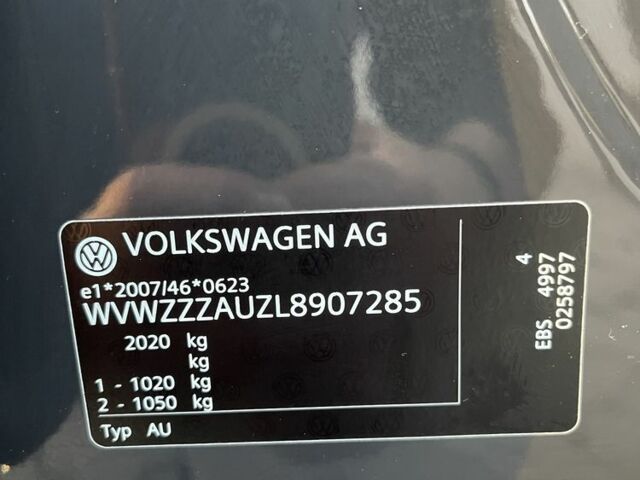 VOLKSWAGEN AG
e1*2007/46*0623
WVWZZZAUZL8907285
2020 kg
kg
1 - 1020 kg
2 - 1050 kg
Typ AU
4
EBS 4997
0258797